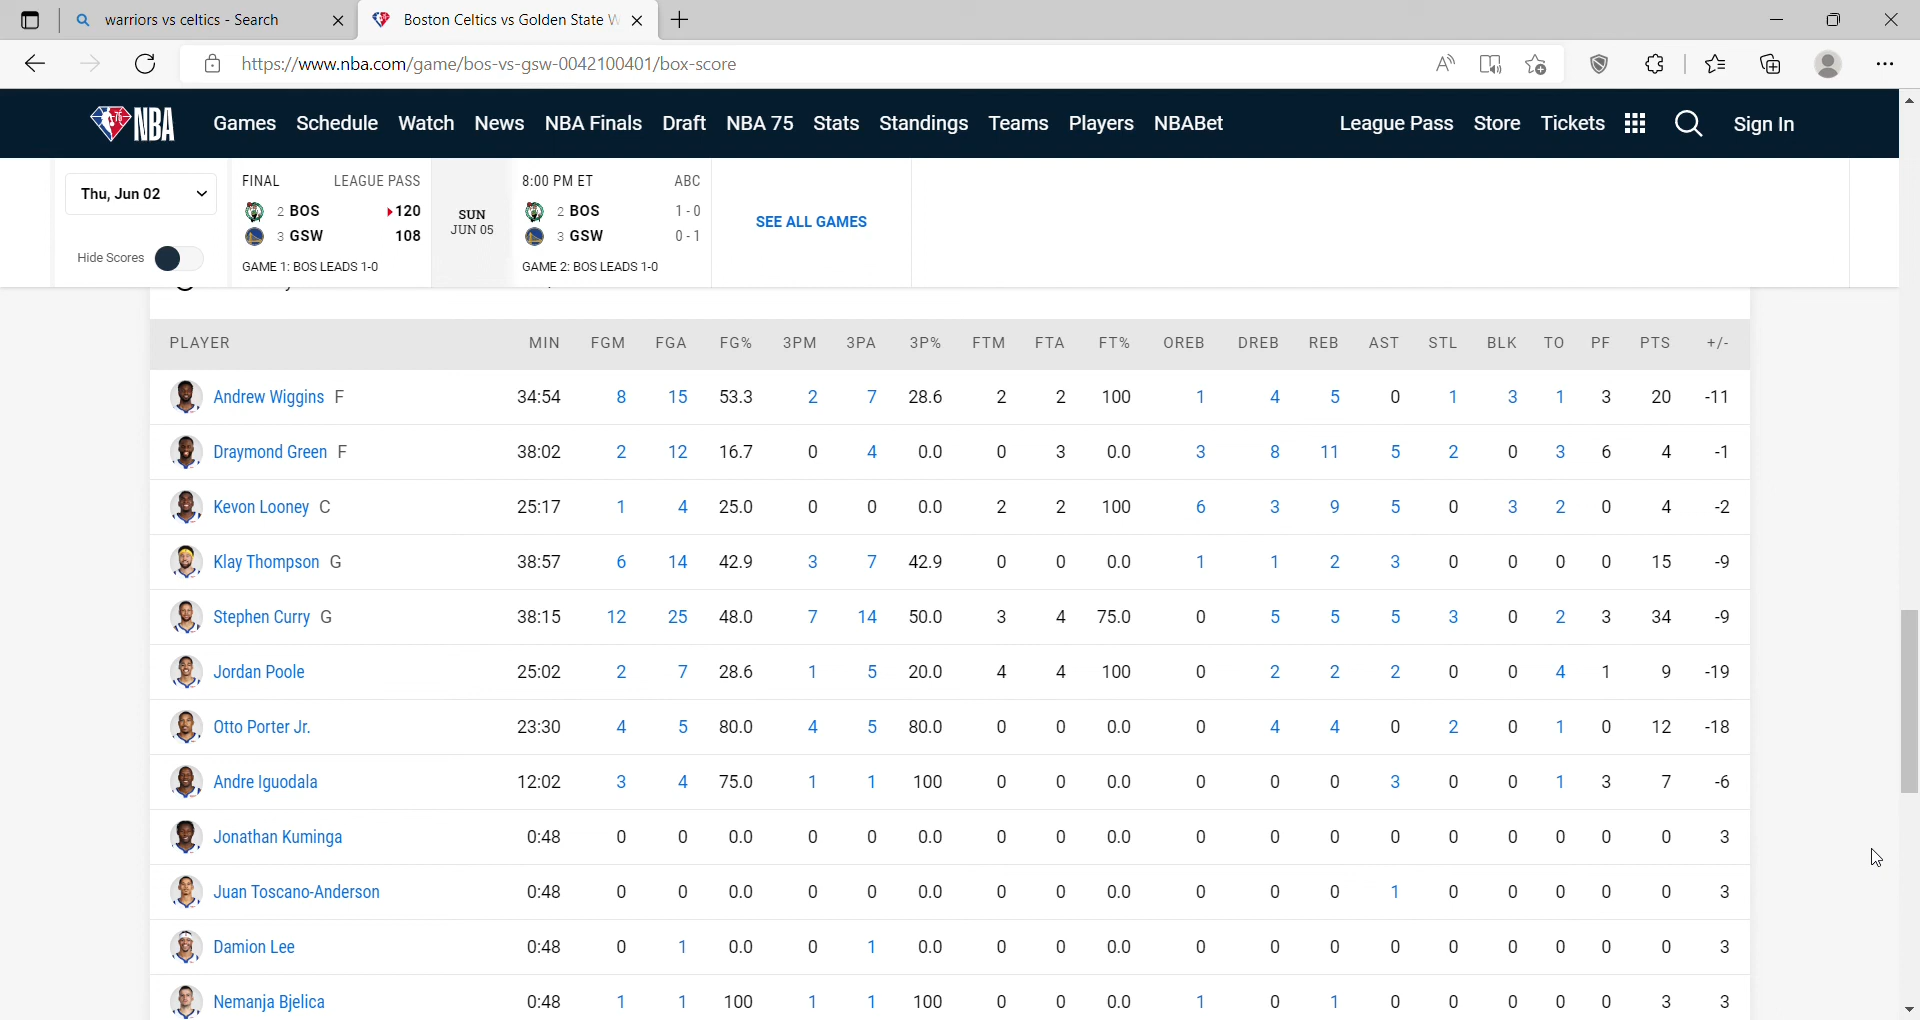 warriors vs celtics - Search
Boston Celtics vs Golden State W
https://www.nba.com/game/bos-vs-gsw-0042100401/box-score
NBA Games Schedule Watch News NBA Finals Draft NBA 75 Stats Standings Teams Players NBABet League Pass Store Tickets Sign In
Thu, Jun 02
Hide Scores
FINAL LEAGUE PASS
2 BOS 120
3 GSW 108
GAME 1: BOS LEADS 1-0
SUN
JUN 05
8:00 PM ET ABC
2 BOS 1-0
3 GSW 0-1
GAME 2: BOS LEADS 1-0
SEE ALL GAMES
PLAYER MIN FGM FGA FG% 3PM 3PA 3P% FTM FTA FT% OREB DREB REB AST STL BLK TO PF PTS +/-
Andrew Wiggins F 34:54 8 15 53.3 2 7 28.6 2 2 100 1 4 5 0 1 3 1 3 20 -11
Draymond Green F 38:02 2 12 16.7 0 4 0.0 0 3 0.0 3 8 11 5 2 0 3 6 4 -1
Kevon Looney C 25:17 1 4 25.0 0 0 0.0 2 2 100 6 3 9 5 0 3 2 0 4 -2
Klay Thompson G 38:57 6 14 42.9 3 7 42.9 0 0 0.0 1 1 2 3 0 0 0 0 15 -9
Stephen Curry G 38:15 12 25 48.0 7 14 50.0 3 4 75.0 0 5 5 5 3 0 2 3 34 -9
Jordan Poole 25:02 2 7 28.6 1 5 20.0 4 4 100 0 2 2 2 0 0 4 1 9 -19
Otto Porter Jr. 23:30 4 5 80.0 4 5 80.0 0 0 0.0 0 4 4 0 2 0 1 0 12 -18
Andre Iguodala 12:02 3 4 75.0 1 1 100 0 0 0.0 0 0 0 3 0 0 1 3 7 -6
Jonathan Kuminga 0:48 0 0 0.0 0 0 0.0 0 0 0.0 0 0 0 0 0 0 0 0 0 3
Juan Toscano-Anderson 0:48 0 0 0.0 0 0 0.0 0 0 0.0 0 0 0 1 0 0 0 0 0 3
Damion Lee 0:48 0 1 0.0 0 1 0.0 0 0 0.0 0 0 0 0 0 0 0 0 0 3
Nemanja Bjelica 0:48 1 1 100 1 1 100 0 0 0.0 1 0 1 0 0 0 0 0 3 3